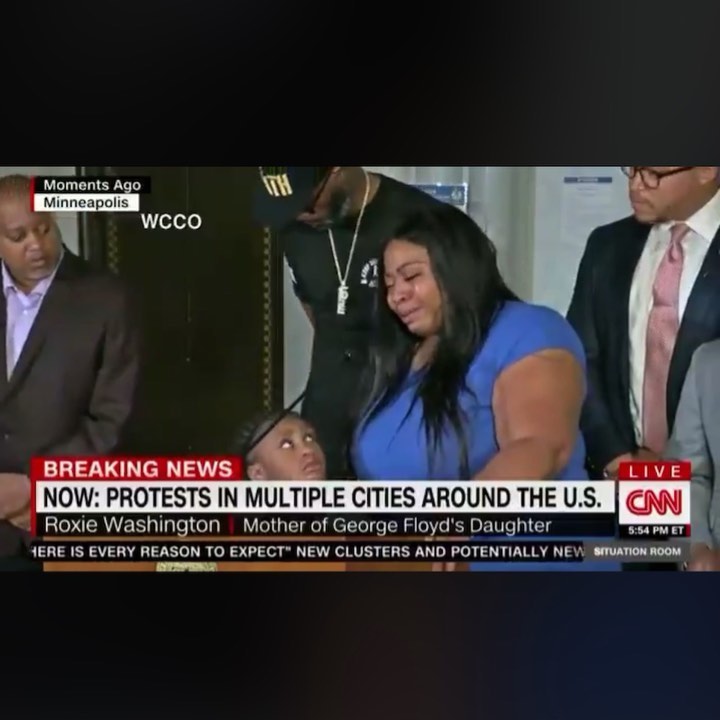 Moments Ago
Minneapolis
WCCO
TH
BREAKING NEWS
LIVE
NOW: PROTESTS IN MULTIPLE CITIES AROUND THE U.S.
CNN
Roxie Washington | Mother of George Floyd's Daughter
5:54 PM ET
HERE IS EVERY REASON TO EXPECT" NEW CLUSTERS AND POTENTIALLY NEW
SITUATION ROOM